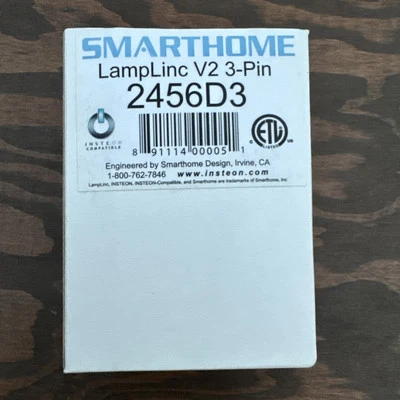 SMARTHOME
LampLinc V2 3-Pin
2456D3
INSTEON
COMPATIBLE
ETL
8 91114 00005 1
Engineered by Smarthome Design, Irvine, CA
1-800-762-7846 www.insteon.com
LampLinc, INSTEON, INSTEON-Compatible, and Smarthome are trademarks of Smarthome, Inc.